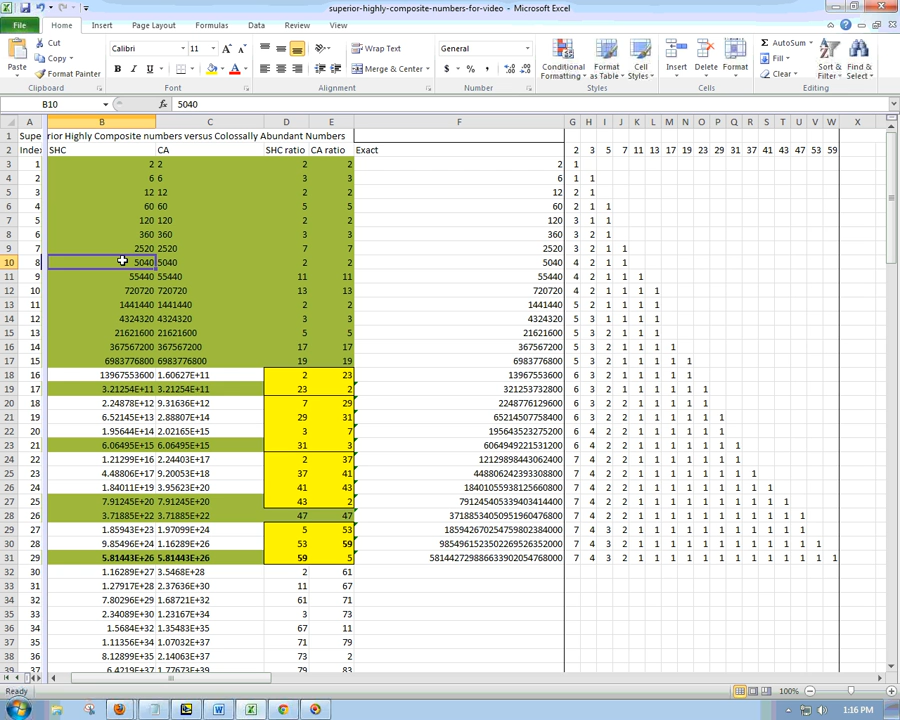 superior-highly-composite-numbers-for-video - Microsoft Excel
File Home Insert Page Layout Formulas Data Review View
Cut Calibri 11 Wrap Text General AutoSum
Copy Fill
Paste Format Painter Merge & Center Conditional Formatting Format as Table Cell Styles Insert Delete Format Clear Sort & Filter Find & Select
Clipboard Font Alignment Number Styles Cells Editing
B10 fx 5040
A B C D E F G H I J K L M N O P Q R S T U V W X
1 Supe rior Highly Composite numbers versus Colossally Abundant Numbers
2 Index SHC CA SHC ratio CA ratio Exact 2 3 5 7 11 13 17 19 23 29 31 37 41 43 47 53 59
3 1 2 2 2 2 2 1
4 2 6 6 3 3 6 1 1
5 3 12 12 2 2 12 2 1
6 4 60 60 5 5 60 2 1 1
7 5 120 120 2 2 120 3 1 1
8 6 360 360 3 3 360 3 2 1
9 7 2520 2520 7 7 2520 3 2 1 1
10 8 5040 5040 2 2 5040 4 2 1 1
11 9 55440 55440 11 11 55440 4 2 1 1 1
12 10 720720 720720 13 13 720720 4 2 1 1 1 1
13 11 1441440 1441440 2 2 1441440 5 2 1 1 1 1
14 12 4324320 4324320 3 3 4324320 5 3 1 1 1 1
15 13 21621600 21621600 5 5 21621600 5 3 2 1 1 1
16 14 367567200 367567200 17 17 367567200 5 3 2 1 1 1 1
17 15 6983776800 6983776800 19 19 6983776800 5 3 2 1 1 1 1 1
18 16 13967553600 1.60627E+11 2 23 13967553600 6 3 2 1 1 1 1 1
19 17 3.21254E+11 3.21254E+11 23 2 321253732800 6 3 2 1 1 1 1 1 1
20 18 2.24878E+12 9.31636E+12 7 29 2248776129600 6 3 2 2 1 1 1 1 1
21 19 6.52145E+13 2.88807E+14 29 31 65214507758400 6 3 2 2 1 1 1 1 1 1
22 20 1.95644E+14 2.02165E+15 3 7 195643523275200 6 4 2 2 1 1 1 1 1 1
23 21 6.06495E+15 6.06495E+15 31 3 6064949221531200 6 4 2 2 1 1 1 1 1 1 1
24 22 1.21299E+16 2.24403E+17 2 37 12129898443062400 7 4 2 2 1 1 1 1 1 1 1
25 23 4.48806E+17 9.20053E+18 37 41 448806242393308800 7 4 2 2 1 1 1 1 1 1 1 1
26 24 1.84011E+19 3.95623E+20 41 43 18401055938125660800 7 4 2 2 1 1 1 1 1 1 1 1 1
27 25 7.91245E+20 7.91245E+20 43 2 791245405339403414400 7 4 2 2 1 1 1 1 1 1 1 1 1 1
28 26 3.71885E+22 3.71885E+22 47 47 37188534050951960476800 7 4 2 2 1 1 1 1 1 1 1 1 1 1 1
29 27 1.85943E+23 1.97099E+24 5 53 185942670254759802384000 7 4 3 2 1 1 1 1 1 1 1 1 1 1 1
30 28 9.85496E+24 1.16289E+26 53 59 9854961523502269526352000 7 4 3 2 1 1 1 1 1 1 1 1 1 1 1 1
31 29 5.81443E+26 5.81443E+26 59 5 581442729886633902054768000 7 4 3 2 1 1 1 1 1 1 1 1 1 1 1 1 1
32 30 1.16289E+27 3.5468E+28 2 61
33 31 1.27917E+28 2.37636E+30 11 67
34 32 7.80296E+29 1.68721E+32 61 71
35 33 2.34089E+30 1.23167E+34 3 73
36 34 1.5684E+32 1.35483E+35 67 11
37 35 1.11356E+34 1.07032E+37 71 79
38 36 8.12899E+35 2.14063E+37 73 2
39 37 6.4219E+37 1.77673E+39 79 83
Ready 100%
1:16 PM